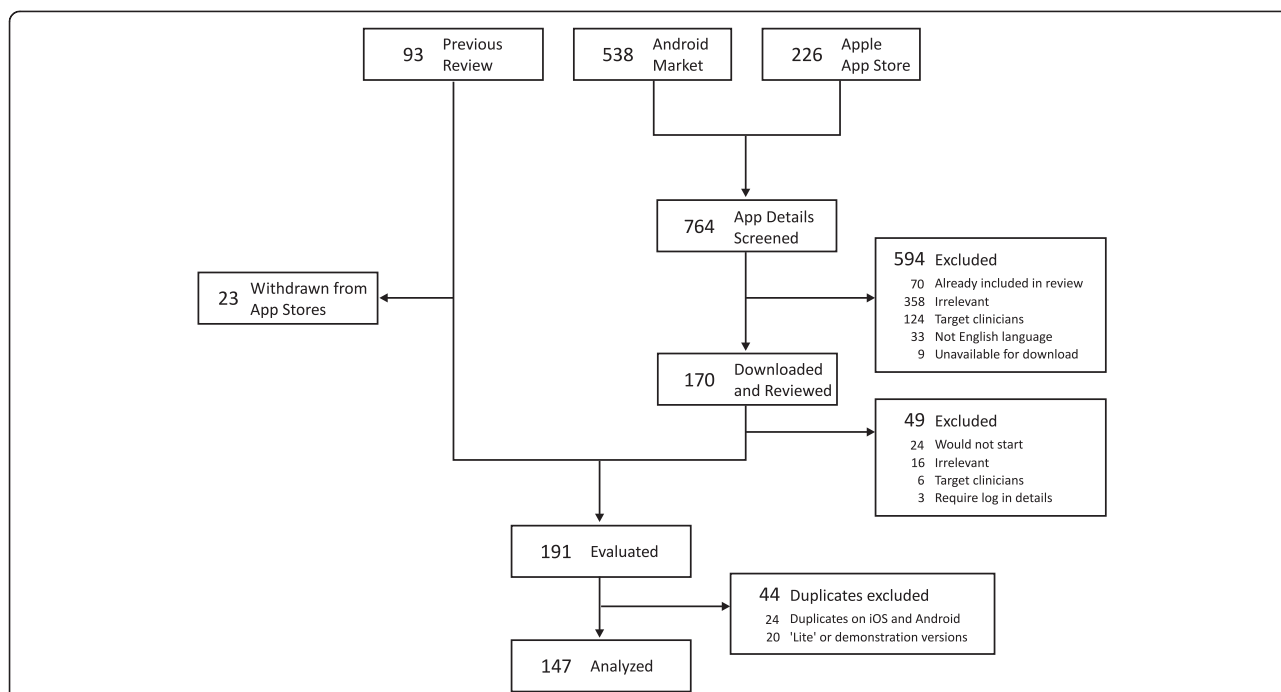 93 Previous
Review
538 Android
Market
226 Apple
App Store
764 App Details
Screened
594 Excluded
70 Already included in review
358 Irrelevant
124 Target clinicians
33 Not English language
9 Unavailable for download
23 Withdrawn from
App Stores
170 Downloaded
and Reviewed
49 Excluded
24 Would not start
16 Irrelevant
6 Target clinicians
3 Require log in details
191 Evaluated
44 Duplicates excluded
24 Duplicates on iOS and Android
20 'Lite' or demonstration versions
147 Analyzed